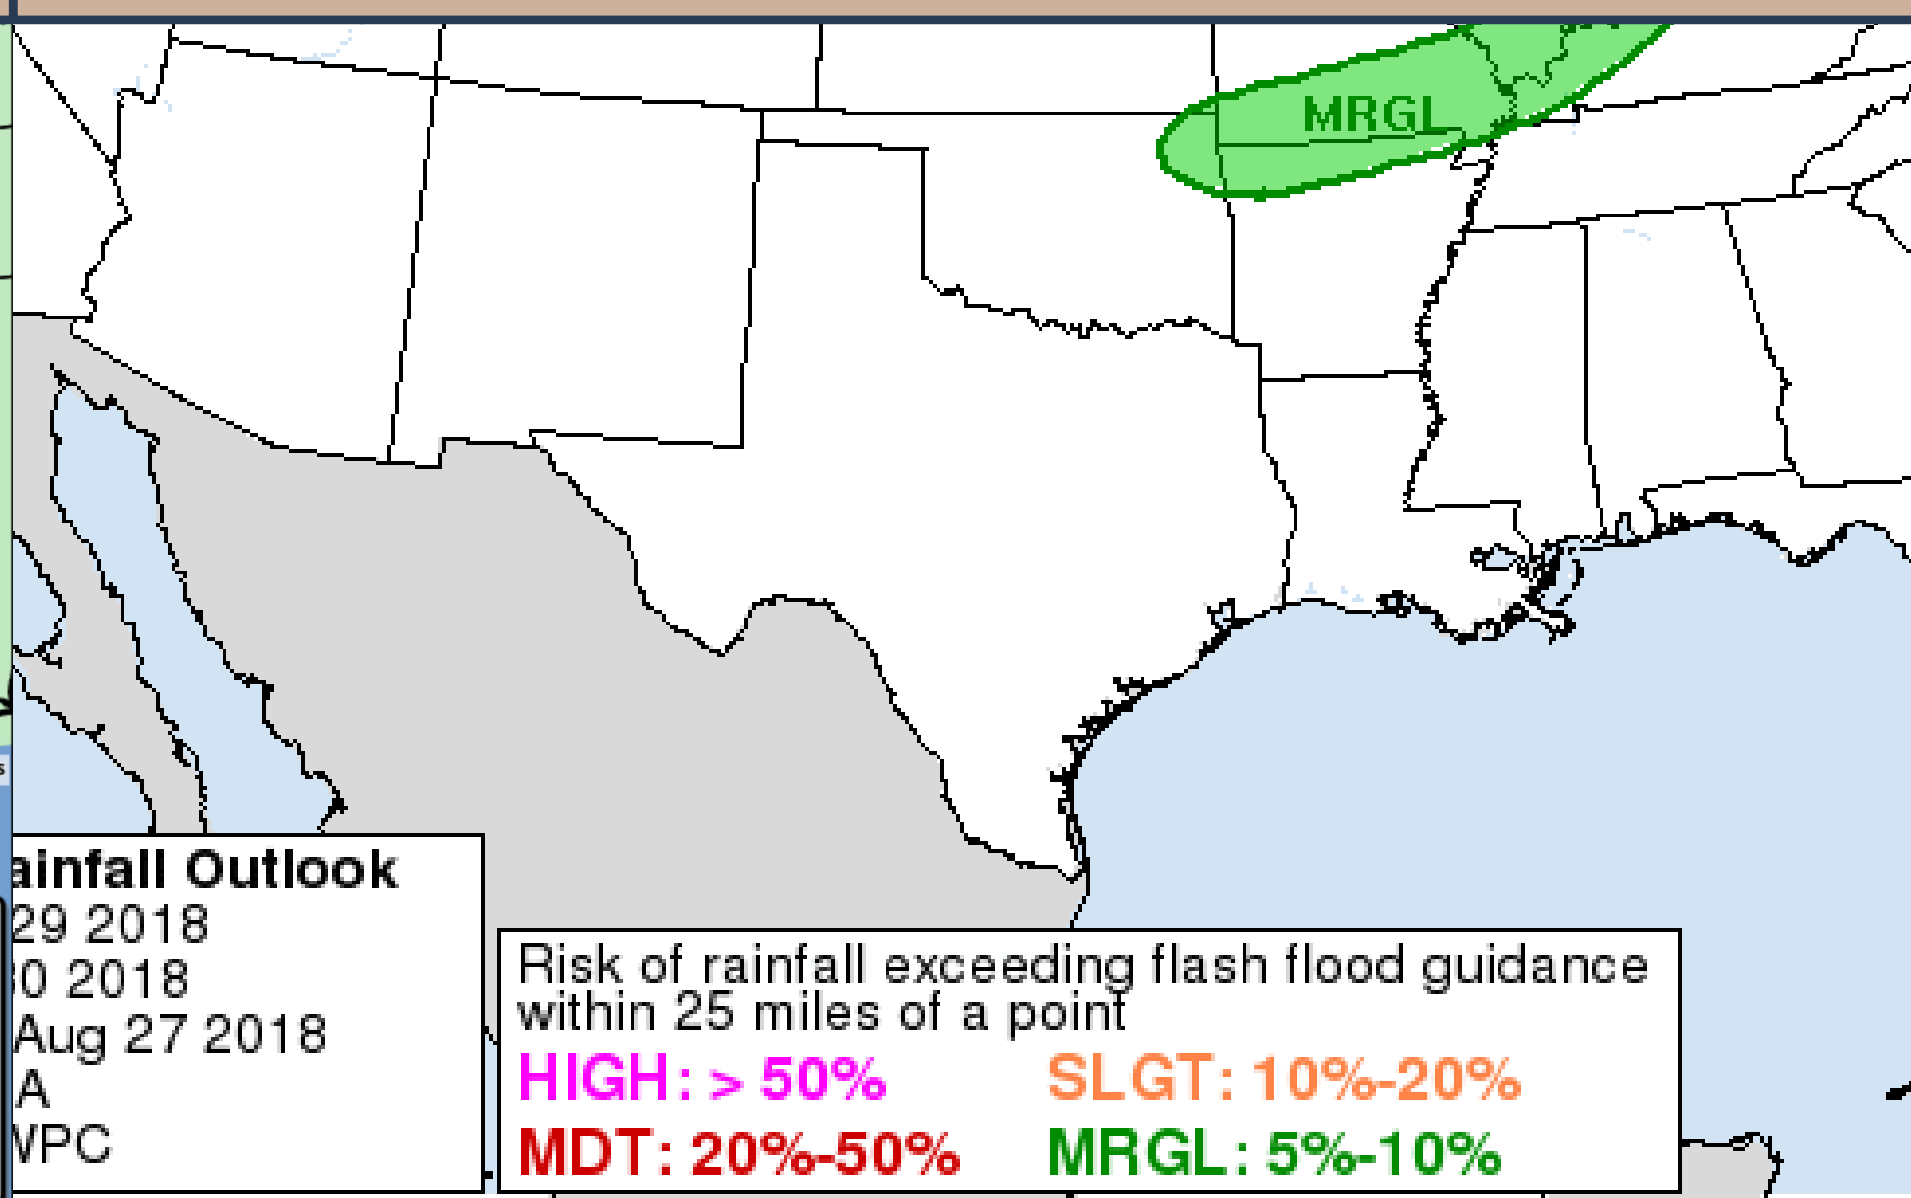 MRGL
ainfall Outlook
29 2018
0 2018
Aug 27 2018
A
WPC
Risk of rainfall exceeding flash flood guidance
within 25 miles of a point
HIGH: > 50%
SLGT: 10%-20%
MDT: 20%-50%
MRGL: 5%-10%